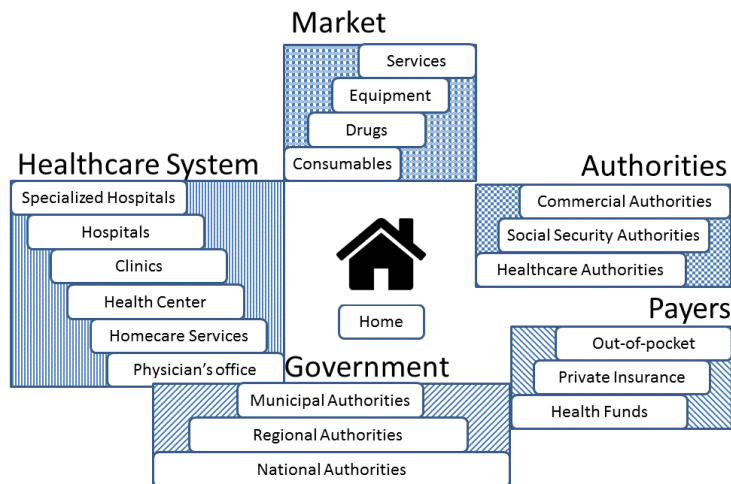 Market
Services
Equipment
Drugs
Consumables
Healthcare System
Specialized Hospitals
Hospitals
Clinics
Health Center
Homecare Services
Physician's office
Authorities
Commercial Authorities
Social Security Authorities
Healthcare Authorities
Home
Payers
Out-of-pocket
Private Insurance
Health Funds
Government
Municipal Authorities
Regional Authorities
National Authorities